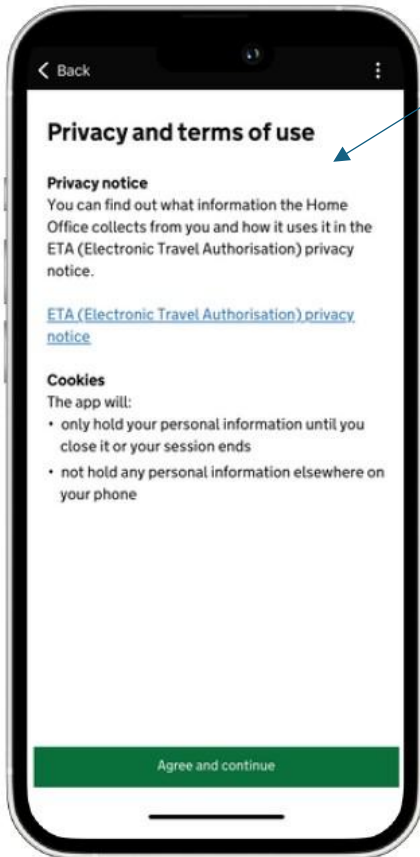 Back
Privacy and terms of use
Privacy notice
You can find out what information the Home
Office collects from you and how it uses it in the
ETA (Electronic Travel Authorisation) privacy
notice.
ETA (Electronic Travel Authorisation) privacy
notice
Cookies
The app will:
• only hold your personal information until you
close it or your session ends
• not hold any personal information elsewhere on
your phone
Agree and continue